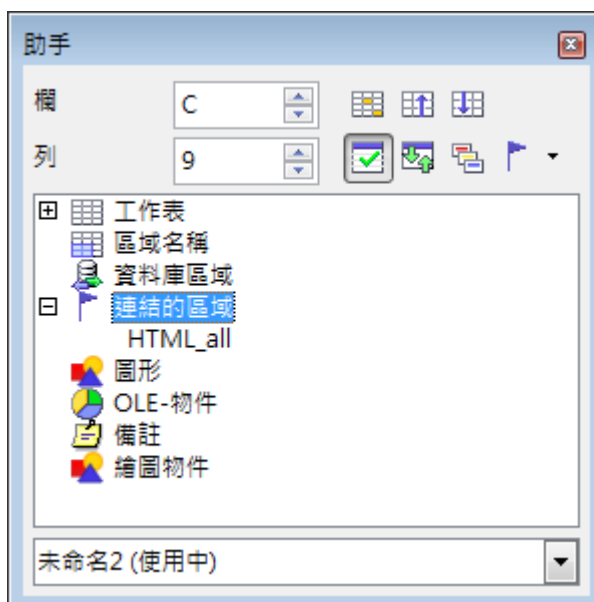 助手
欄 C
列 9
工作表
區域名稱
資料庫區域
連結的區域
HTML_all
圖形
OLE-物件
備註
繪圖物件
未命名2 (使用中)